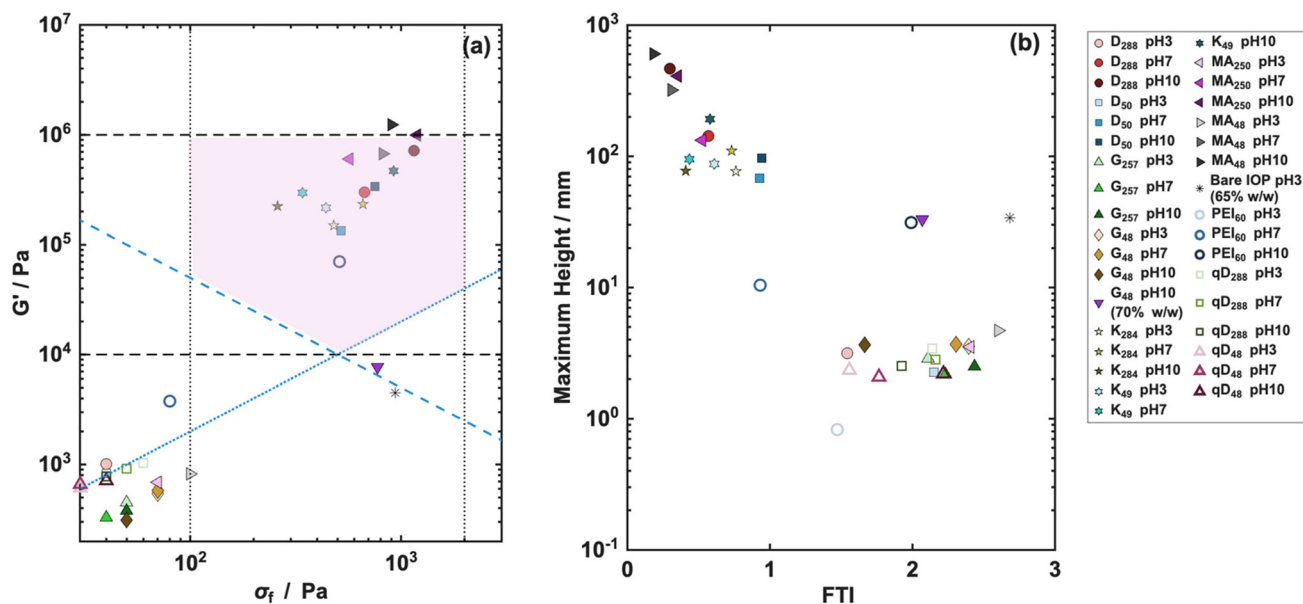 (a)
10⁷
10⁶
10⁵
10⁴
10³
10² 10³
G' / Pa
σf / Pa
(b)
10³
10²
10¹
10⁰
10⁻¹
0 1 2 3
Maximum Height / mm
FTI
D₂₈₈ pH3
D₂₈₈ pH7
D₂₈₈ pH10
D₅₀ pH3
D₅₀ pH7
D₅₀ pH10
G₂₅₇ pH3
G₂₅₇ pH7
G₂₅₇ pH10
G₄₈ pH3
G₄₈ pH7
G₄₈ pH10
G₄₈ pH10
(70% w/w)
K₂₈₄ pH3
K₂₈₄ pH7
K₂₈₄ pH10
K₄₉ pH3
K₄₉ pH7
K₄₉ pH10
MA₂₅₀ pH3
MA₂₅₀ pH7
MA₂₅₀ pH10
MA₄₈ pH3
MA₄₈ pH7
MA₄₈ pH10
Bare IOP pH3
(65% w/w)
PEI₆₀ pH3
PEI₆₀ pH7
PEI₆₀ pH10
qD₂₈₈ pH3
qD₂₈₈ pH7
qD₂₈₈ pH10
qD₄₈ pH3
qD₄₈ pH7
qD₄₈ pH10